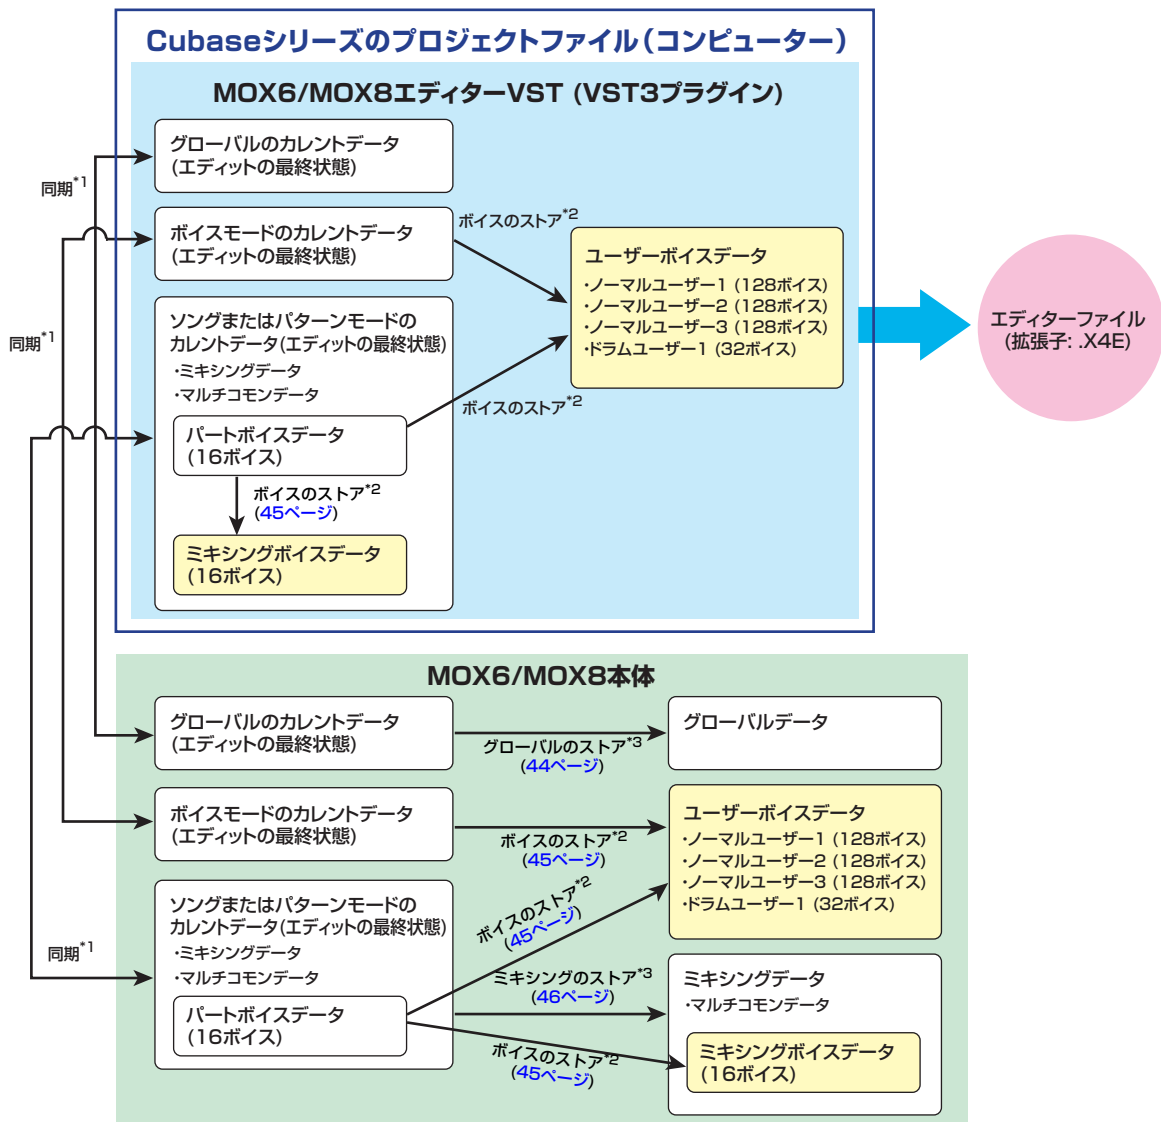 Cubaseシリーズのプロジェクトファイル（コンピューター）
MOX6/MOX8エディターVST (VST3プラグイン)
グローバルのカレントデータ
(エディットの最終状態)
同期*1
ボイスモードのカレントデータ
(エディットの最終状態)
ボイスのストア*2
ユーザーボイスデータ
・ノーマルユーザー1 (128ボイス)
・ノーマルユーザー2 (128ボイス)
・ノーマルユーザー3 (128ボイス)
・ドラムユーザー1 (32ボイス)
エディターファイル
(拡張子: .X4E)
同期*1
ソングまたはパターンモードの
カレントデータ(エディットの最終状態)
・ミキシングデータ
・マルチコモンデータ
ボイスのストア*2
パートボイスデータ
(16ボイス)
ボイスのストア*2
(45ページ)
ミキシングボイスデータ
(16ボイス)
MOX6/MOX8本体
グローバルのカレントデータ
(エディットの最終状態)
グローバルのストア*3
(44ページ)
グローバルデータ
ボイスモードのカレントデータ
(エディットの最終状態)
ボイスのストア*2
(45ページ)
ユーザーボイスデータ
・ノーマルユーザー1 (128ボイス)
・ノーマルユーザー2 (128ボイス)
・ノーマルユーザー3 (128ボイス)
・ドラムユーザー1 (32ボイス)
同期*1
ソングまたはパターンモードの
カレントデータ(エディットの最終状態)
・ミキシングデータ
・マルチコモンデータ
パートボイスデータ
(16ボイス)
ボイスのストア*2
(45ページ)
ミキシングのストア*3
(46ページ)
ボイスのストア*2
(45ページ)
ミキシングデータ
・マルチコモンデータ
ミキシングボイスデータ
(16ボイス)